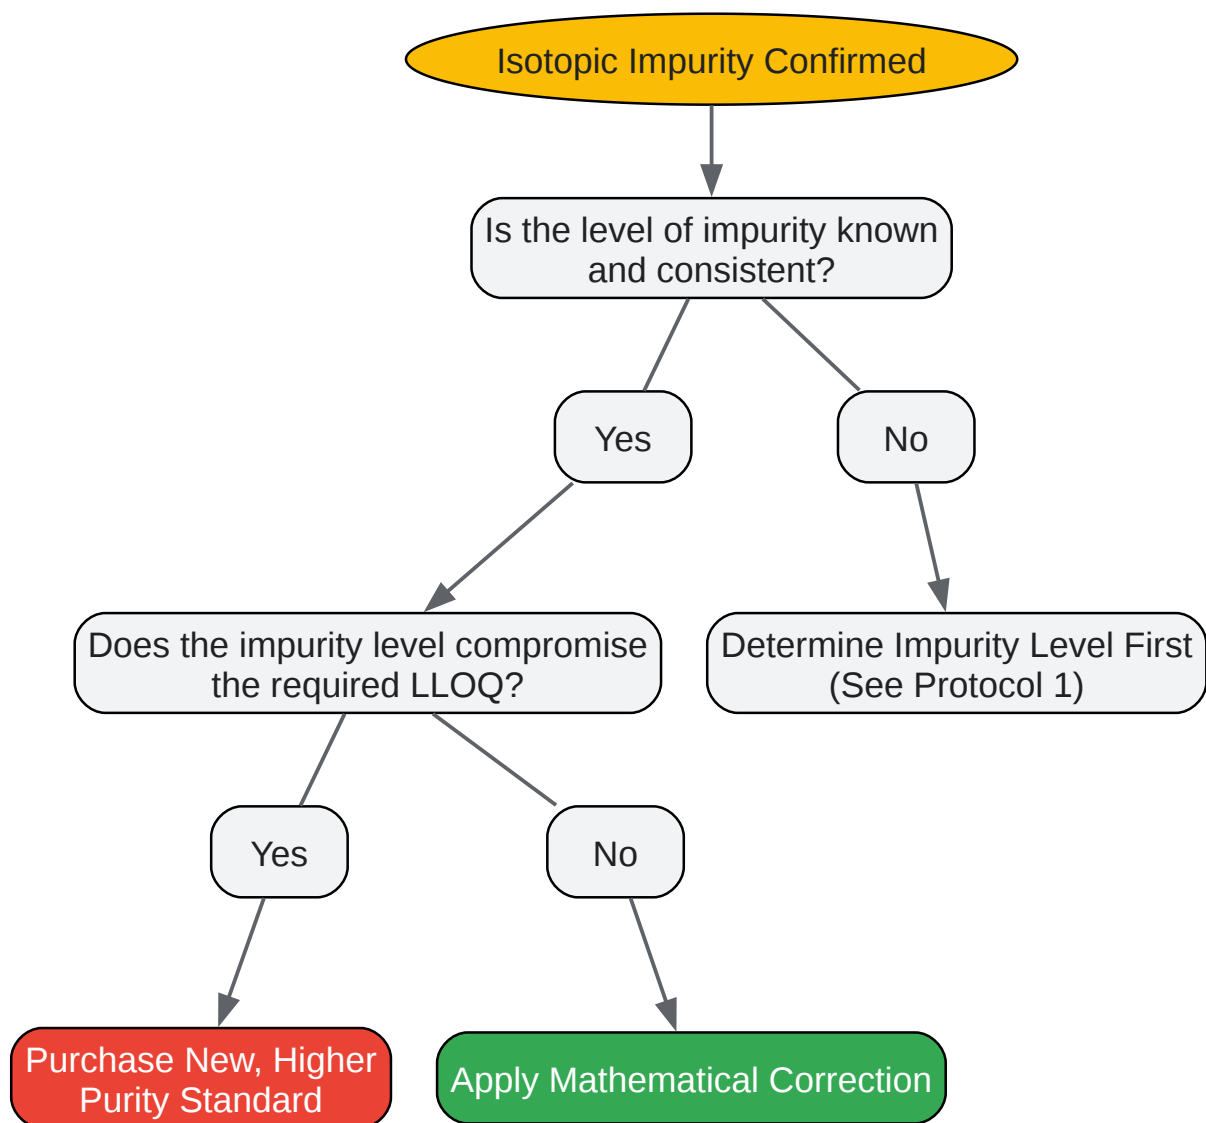 Isotopic Impurity Confirmed
Is the level of impurity known
and consistent?
Yes
No
Does the impurity level compromise
the required LLOQ?
Determine Impurity Level First
(See Protocol 1)
Yes
No
Purchase New, Higher
Purity Standard
Apply Mathematical Correction